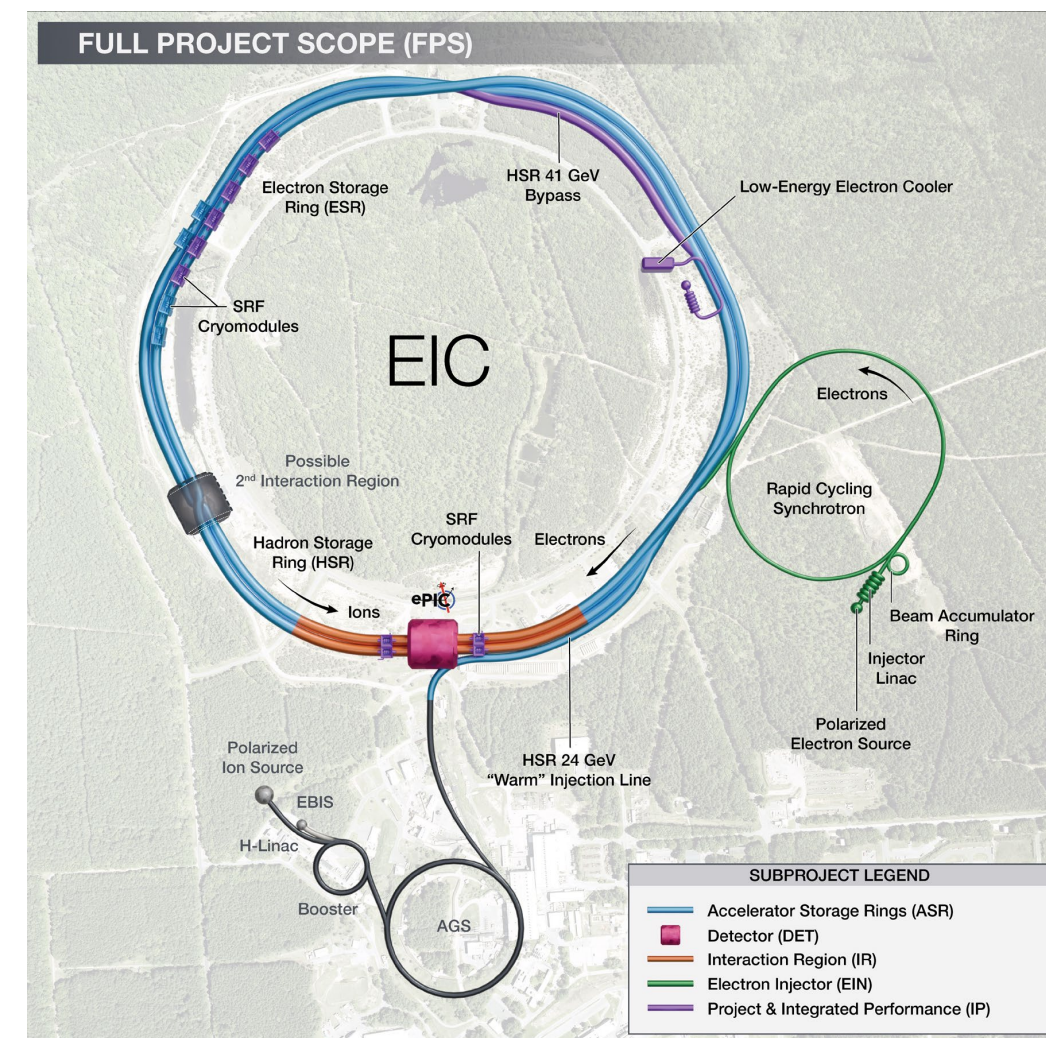 FULL PROJECT SCOPE (FPS)
HSR 41 GeV
Bypass
Low-Energy Electron Cooler
Electron Storage
Ring (ESR)
SRF
Cryomodules
EIC
Electrons
Rapid Cycling
Synchrotron
Possible
2nd Interaction Region
SRF
Cryomodules
Electrons
Hadron Storage
Ring (HSR)
Ions
ePIC
Beam Accumulator
Ring
Injector
Linac
Polarized
Electron Source
HSR 24 GeV
“Warm” Injection Line
Polarized
Ion Source
EBIS
H-Linac
Booster
AGS
SUBPROJECT LEGEND
Accelerator Storage Rings (ASR)
Detector (DET)
Interaction Region (IR)
Electron Injector (EIN)
Project & Integrated Performance (IP)